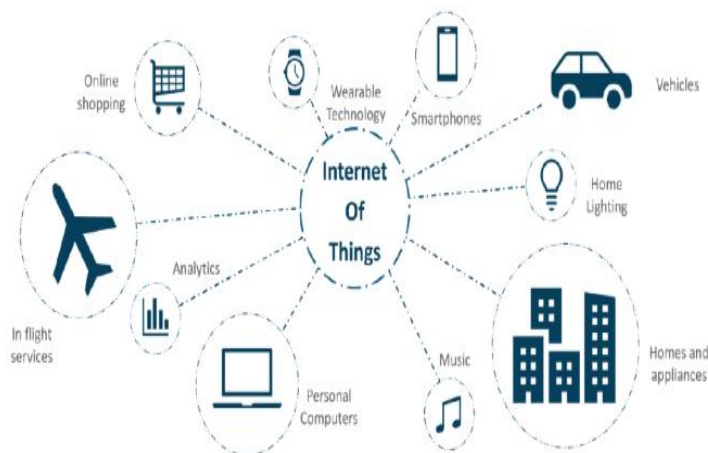 Online
shopping
Wearable
Technology
Smartphones
Vehicles
Internet
Of
Things
Home
Lighting
Analytics
In flight
services
Personal
Computers
Music
Homes and
appliances